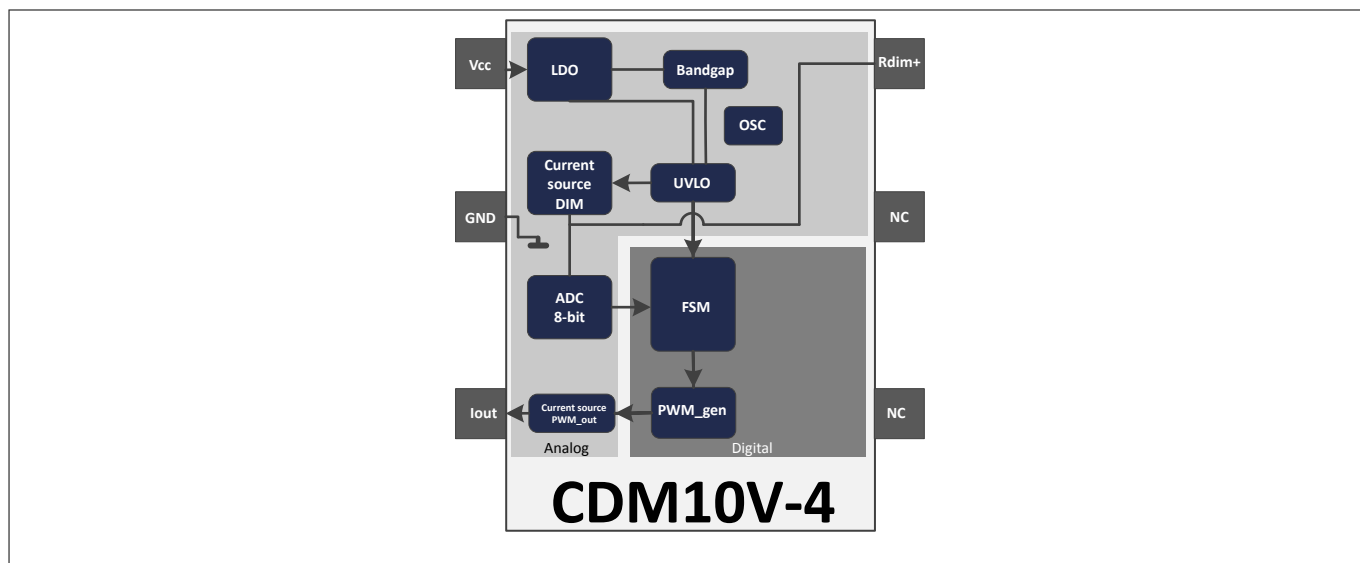 Vcc
LDO
Bandgap
Rdim+
OSC
Current
source
DIM
UVLO
GND
NC
ADC
8-bit
FSM
Iout
Current source
PWM_out
PWM_gen
NC
Analog
Digital
CDM10V-4